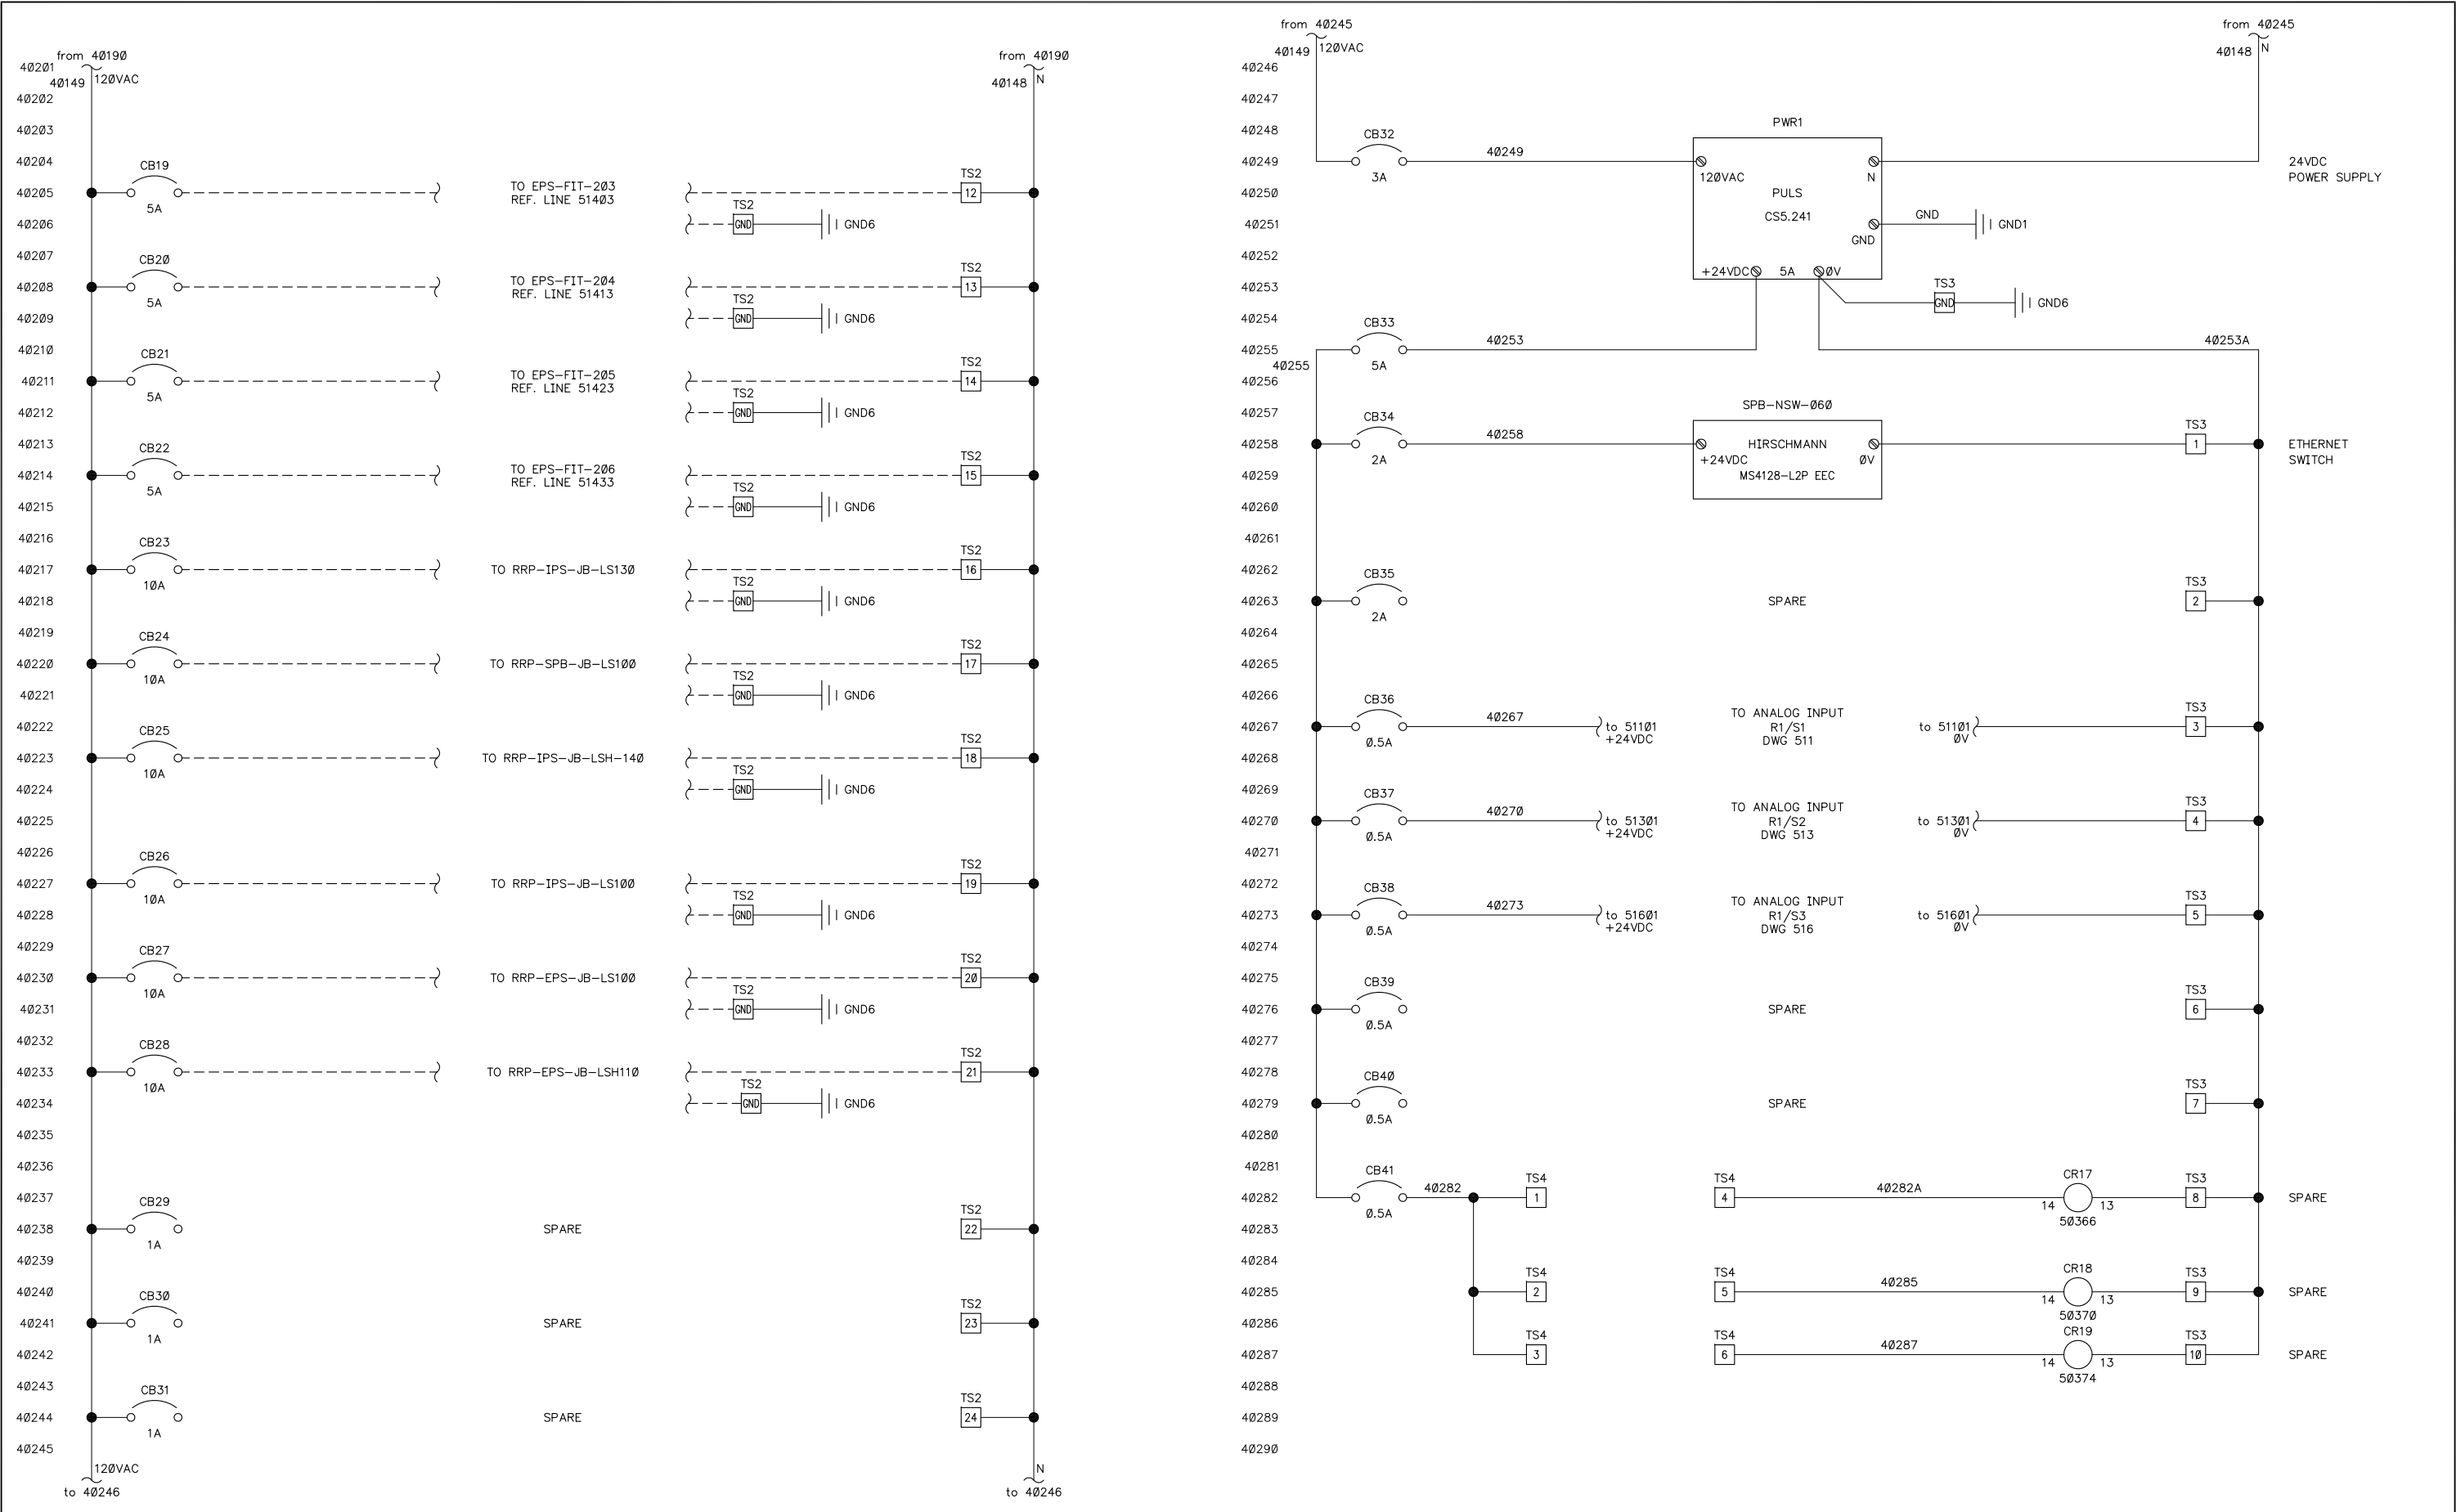 from 40190
40201
40149
120VAC
from 40190
40148
N
40202
40203
40204
CB19
40205
5A
TO EPS-FIT-203
REF. LINE 51403
TS2
12
TS2
40206
GND
GND6
40207
CB20
40208
5A
TO EPS-FIT-204
REF. LINE 51413
TS2
13
TS2
40209
GND
GND6
40210
CB21
40211
5A
TO EPS-FIT-205
REF. LINE 51423
TS2
14
TS2
40212
GND
GND6
40213
CB22
40214
5A
TO EPS-FIT-206
REF. LINE 51433
TS2
15
TS2
40215
GND
GND6
40216
CB23
40217
10A
TO RRP-IPS-JB-LS130
TS2
16
TS2
40218
GND
GND6
40219
CB24
40220
10A
TO RRP-SPB-JB-LS100
TS2
17
TS2
40221
GND
GND6
40222
CB25
40223
10A
TO RRP-IPS-JB-LSH-140
TS2
18
TS2
40224
GND
GND6
40225
40226
CB26
40227
10A
TO RRP-IPS-JB-LS100
TS2
19
TS2
40228
GND
GND6
40229
CB27
40230
10A
TO RRP-EPS-JB-LS100
TS2
20
TS2
40231
GND
GND6
40232
CB28
40233
10A
TO RRP-EPS-JB-LSH110
TS2
21
TS2
40234
GND
GND6
40235
40236
40237
CB29
40238
1A
SPARE
TS2
22
40239
40240
CB30
40241
1A
SPARE
TS2
23
40242
40243
CB31
40244
1A
SPARE
TS2
24
40245
120VAC
to 40246
N
to 40246
from 40245
40149
120VAC
from 40245
40148
N
40246
40247
40248
CB32
PWR1
40249
3A
40249
120VAC
N
24VDC
POWER SUPPLY
40250
PULS
CS5.241
40251
GND
GND
GND1
40252
+24VDC
5A
0V
40253
TS3
GND
GND6
40254
CB33
40255
40255
5A
40253
40253A
40256
40257
CB34
SPB-NSW-060
40258
2A
40258
HIRSCHMANN
+24VDC
0V
MS4128-L2P EEC
TS3
1
ETHERNET
SWITCH
40259
40260
40261
40262
CB35
40263
2A
SPARE
TS3
2
40264
40265
40266
CB36
40267
0.5A
40267
to 51101
+24VDC
TO ANALOG INPUT
R1/S1
DWG 511
to 51101
0V
TS3
3
40268
40269
CB37
40270
0.5A
40270
to 51301
+24VDC
TO ANALOG INPUT
R1/S2
DWG 513
to 51301
0V
TS3
4
40271
40272
CB38
40273
0.5A
40273
to 51601
+24VDC
TO ANALOG INPUT
R1/S3
DWG 516
to 51601
0V
TS3
5
40274
40275
CB39
40276
0.5A
SPARE
TS3
6
40277
40278
CB40
40279
0.5A
SPARE
TS3
7
40280
40281
CB41
40282
0.5A
40282
TS4
1
TS4
4
40282A
CR17
14
13
50366
TS3
8
SPARE
40283
40284
40285
TS4
2
TS4
5
40285
CR18
14
13
50370
TS3
9
SPARE
40286
40287
TS4
3
TS4
6
40287
CR19
14
13
50374
TS3
10
SPARE
40288
40289
40290